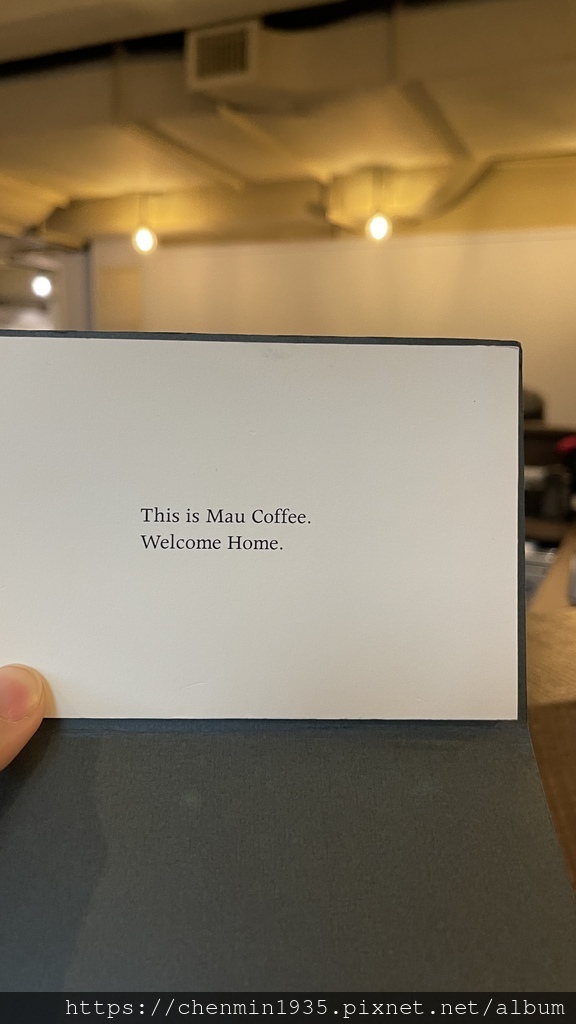 This is Mau Coffee.
Welcome Home.
https://chenmin1935.pixnet.net/album